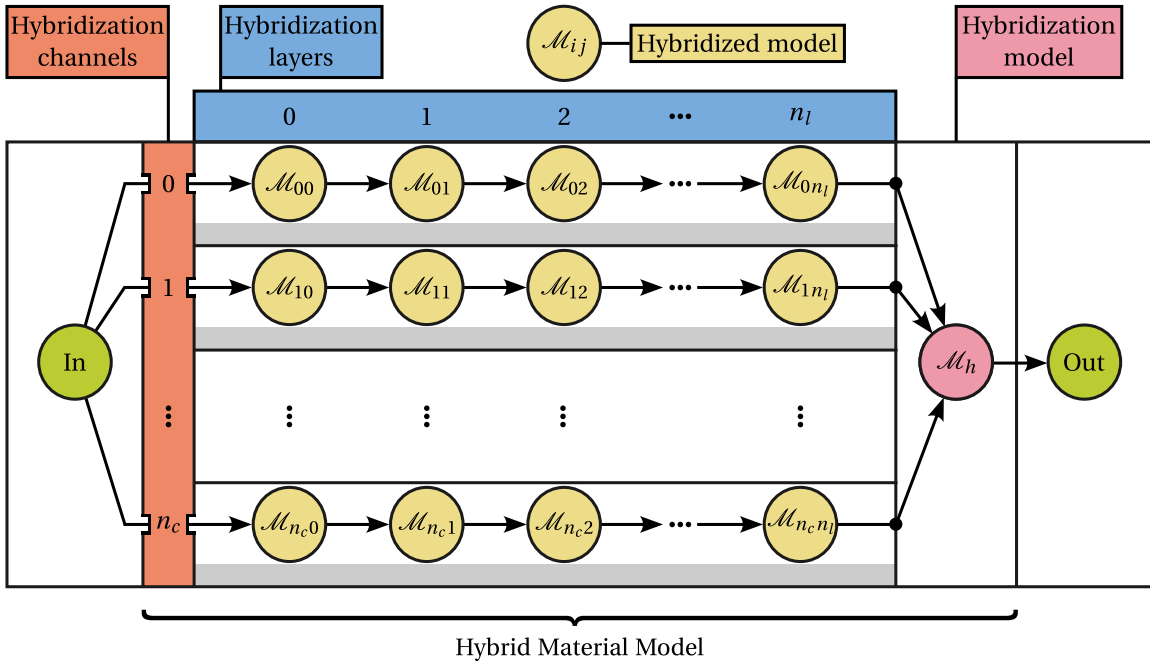 Hybridization channels
Hybridization layers
ℳij Hybridized model
Hybridization model
0 1 2 ... nl
0 ℳ00 ℳ01 ℳ02 ... ℳ0nl
1 ℳ10 ℳ11 ℳ12 ... ℳ1nl
In ℳh Out
nc ℳnc0 ℳnc1 ℳnc2 ... ℳncnl
Hybrid Material Model